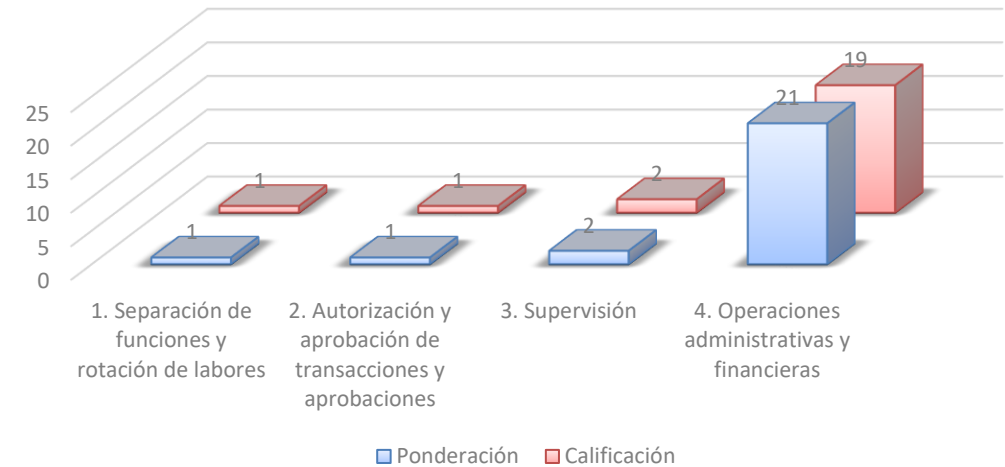 25
20
15
10
5
0
1
1
2
19
1
1
2
21
1. Separación de
funciones y
rotación de labores
2. Autorización y
aprobación de
transacciones y
aprobaciones
3. Supervisión
4. Operaciones
administrativas y
financieras
Ponderación Calificación